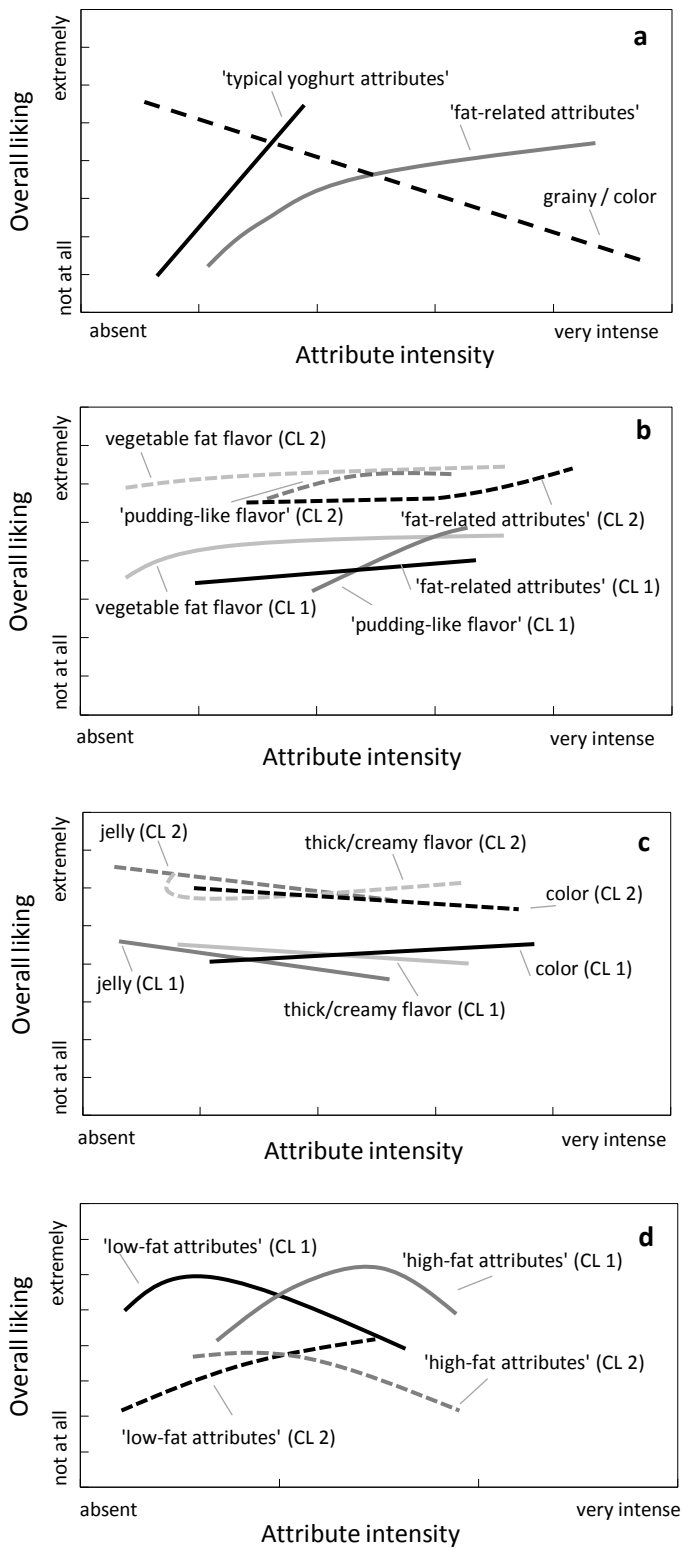 a
extremely
'typical yoghurt attributes'
'fat-related attributes'
Overall liking
grainy / color
not at all
absent
very intense
Attribute intensity
b
extremely
vegetable fat flavor (CL 2)
'pudding-like flavor' (CL 2)
'fat-related attributes' (CL 2)
Overall liking
'fat-related attributes' (CL 1)
vegetable fat flavor (CL 1)
'pudding-like flavor' (CL 1)
not at all
absent
very intense
Attribute intensity
c
jelly (CL 2)
thick/creamy flavor (CL 2)
extremely
color (CL 2)
Overall liking
jelly (CL 1)
color (CL 1)
thick/creamy flavor (CL 1)
not at all
absent
very intense
Attribute intensity
d
'low-fat attributes' (CL 1)
'high-fat attributes' (CL 1)
extremely
Overall liking
'high-fat attributes' (CL 2)
'low-fat attributes' (CL 2)
not at all
absent
very intense
Attribute intensity